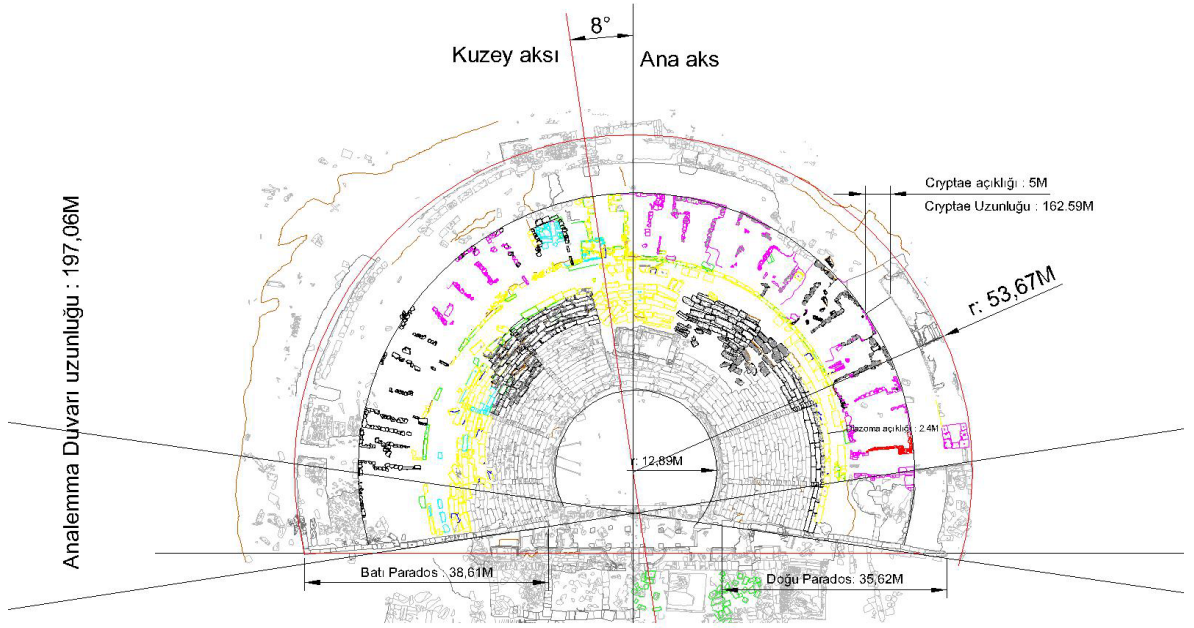 8°
Kuzey aksı
Ana aks
Cryptae açıklığı : 5M
Cryptae Uzunluğu : 162.59M
r: 53,67M
Analemma Duvarı uzunluğu : 197,06M
Diazoma açıklığı : 2.4M
r: 12,89M
Batı Parados : 38,61M
Doğu Parados: 35,62M